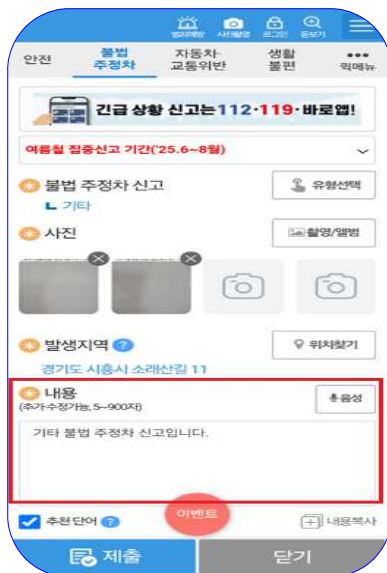 범죄예방 사진촬영 로그인 돋보기
안전 불법 주정차 자동차· 교통위반 생활 불편 퀵메뉴
긴급 상황 신고는112·119·바로앱!
여름철 집중신고 기간('25.6~8월)
불법 주정차 신고 유형선택
기타
사진 촬영/앨범
발생지역 ? 위치찾기
경기도 시흥시 소래산길 11
내용 음성
(추가·수정가능, 5~900자)
기타 불법 주정차 신고입니다.
이벤트
추천 단어 ? 내용복사
제출 닫기